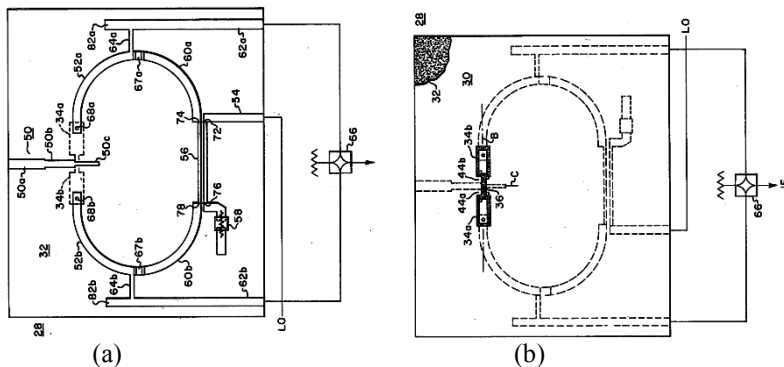 82a
64a
62a
52a
60a
67a
68a
34a
50
50b
50c
50a
74
72
54
56
66
34b
68b
78
76
58
32
52b
67b
60b
64b
82b
62b
28
LO
(a)
28
32
30
LO
B
34b
44b
C
44a
36
34a
66
IF
(b)